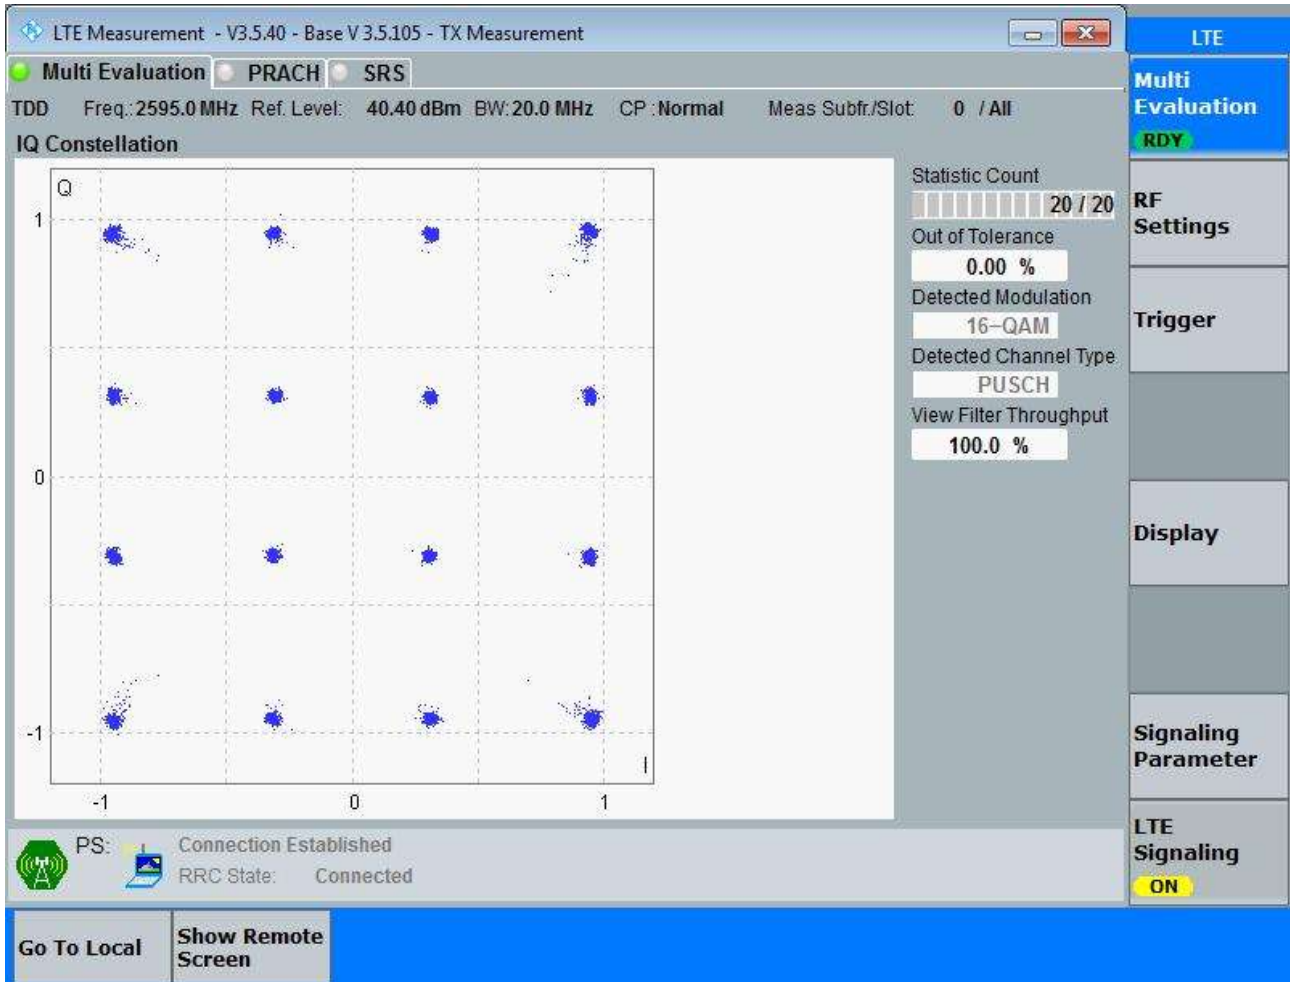 LTE Measurement - V3.5.40 - Base V 3.5.105 - TX Measurement
LTE
Multi Evaluation PRACH SRS
TDD Freq.: 2595.0 MHz Ref. Level: 40.40 dBm BW: 20.0 MHz CP : Normal Meas Subfr./Slot: 0 / All
IQ Constellation
Q
1
0
-1
I
-1 0 1
Statistic Count
20 / 20
Out of Tolerance
0.00 %
Detected Modulation
16-QAM
Detected Channel Type
PUSCH
View Filter Throughput
100.0 %
Multi
Evaluation
RDY
RF
Settings
Trigger
Display
Signaling
Parameter
LTE
Signaling
ON
PS: Connection Established
RRC State: Connected
Go To Local
Show Remote
Screen